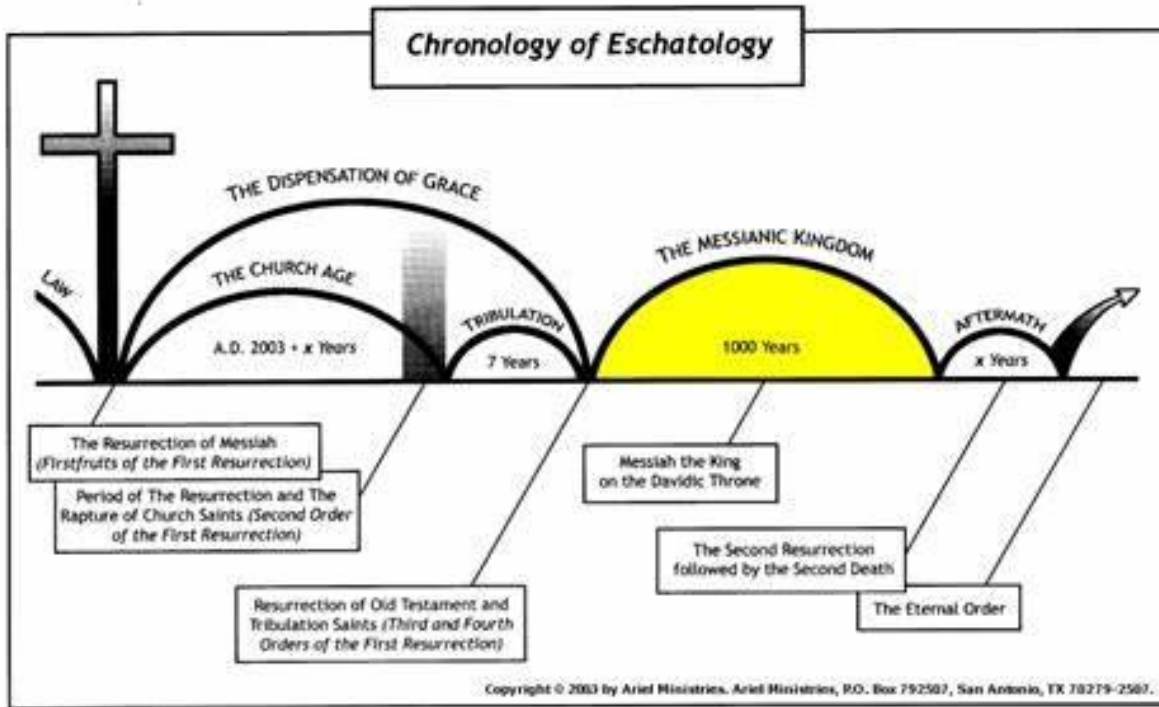 Chronology of Eschatology
LAW
THE DISPENSATION OF GRACE
THE CHURCH AGE
A.D. 2003 + x Years
TRIBULATION
7 Years
THE MESSIANIC KINGDOM
1000 Years
AFTERMATH
x Years
The Resurrection of Messiah
(Firstfruits of the First Resurrection)
Period of The Resurrection and The
Rapture of Church Saints (Second Order
of the First Resurrection)
Resurrection of Old Testament and
Tribulation Saints (Third and Fourth
Orders of the First Resurrection)
Messiah the King
on the Davidic Throne
The Second Resurrection
followed by the Second Death
The Eternal Order
Copyright © 2003 by Ariel Ministries. Ariel Ministries, P.O. Box 792507, San Antonio, TX 78279-2507.